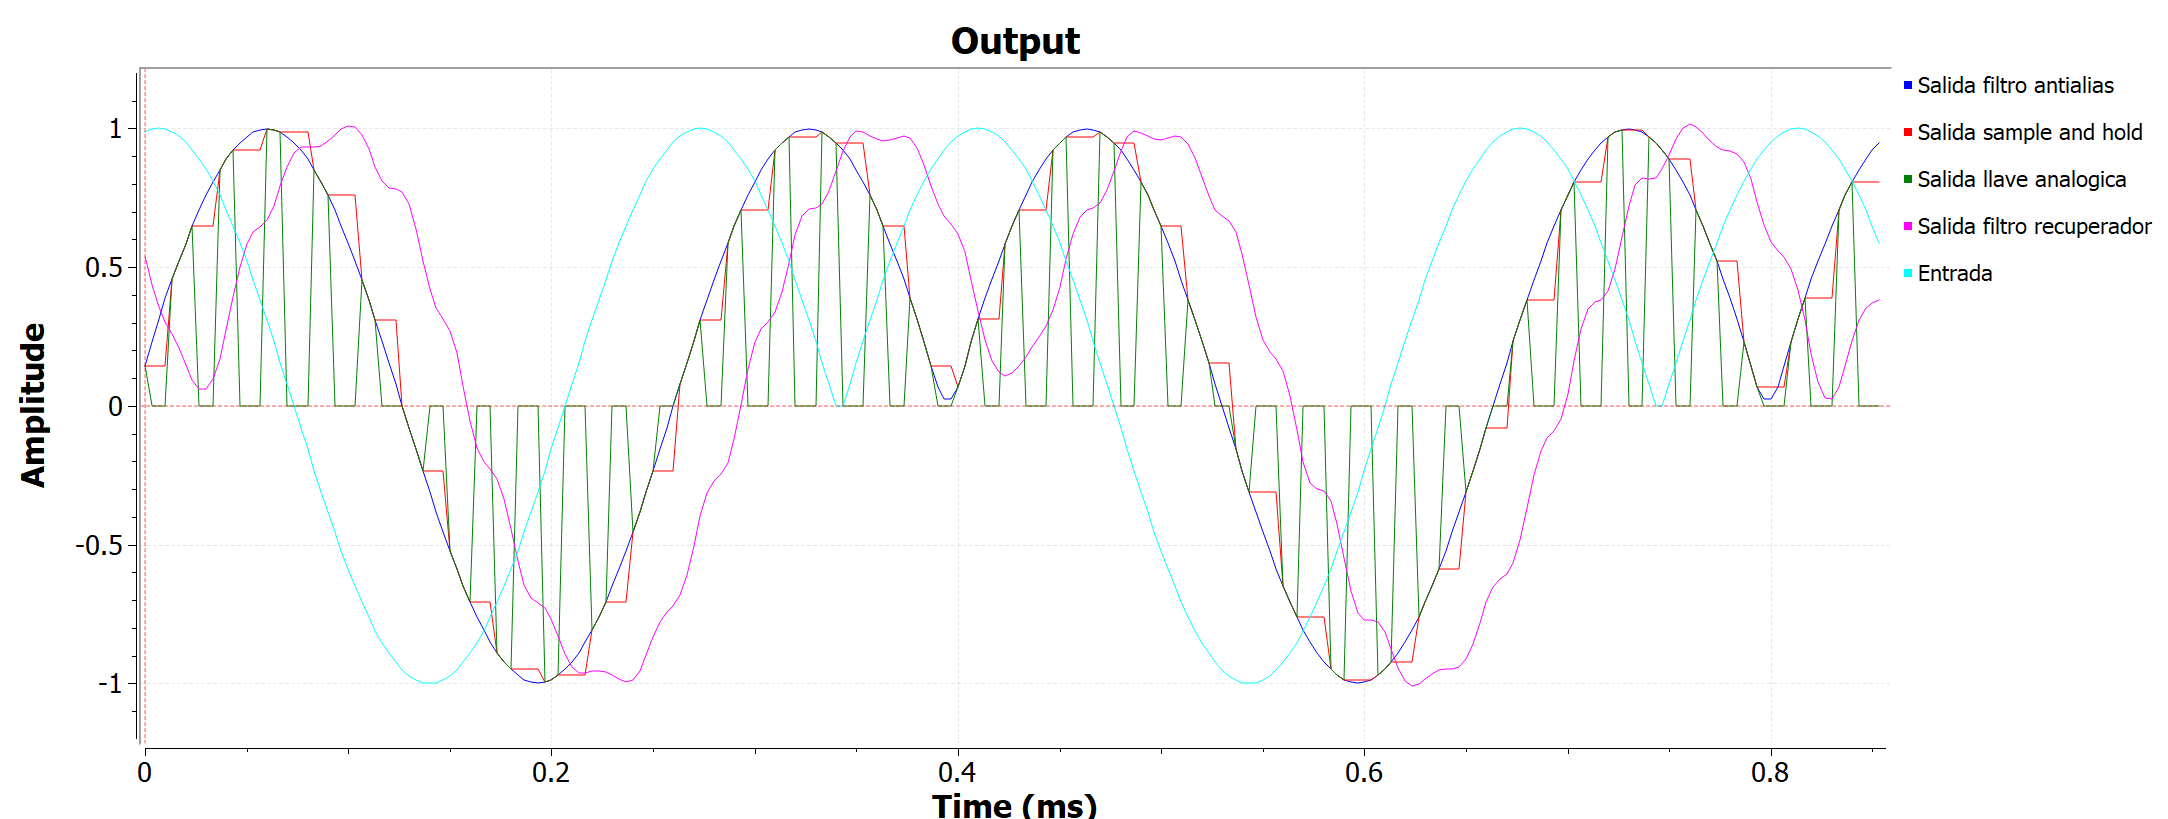 Output
Salida filtro antialias
Salida sample and hold
Salida llave analogica
Salida filtro recuperador
Entrada
Amplitude
1
0.5
0
-0.5
-1
0 0.2 0.4 0.6 0.8
Time (ms)